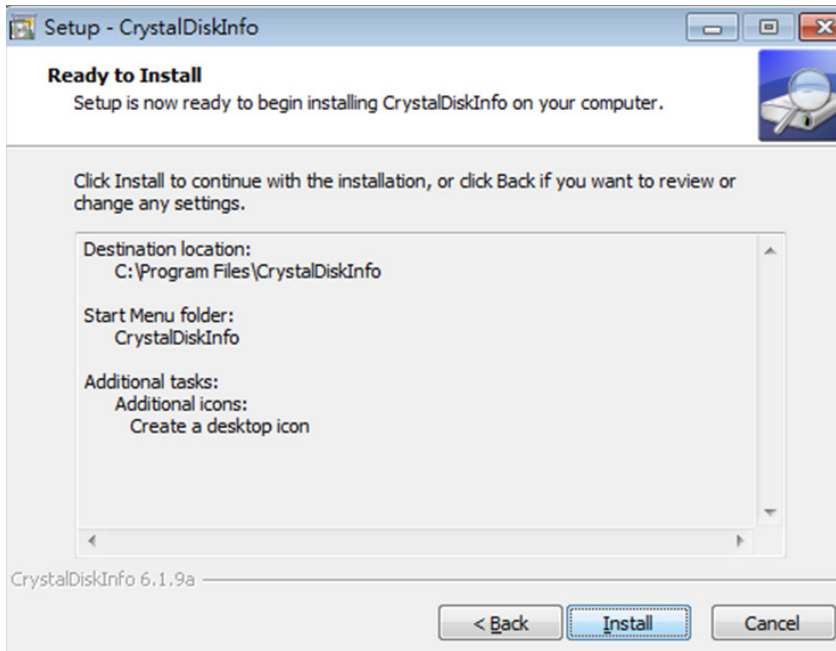 Setup - CrystalDiskInfo
Ready to Install
Setup is now ready to begin installing CrystalDiskInfo on your computer.
Click Install to continue with the installation, or click Back if you want to review or
change any settings.
Destination location:
C:\Program Files\CrystalDiskInfo
Start Menu folder:
CrystalDiskInfo
Additional tasks:
Additional icons:
Create a desktop icon
CrystalDiskInfo 6.1.9a
< Back
Install
Cancel